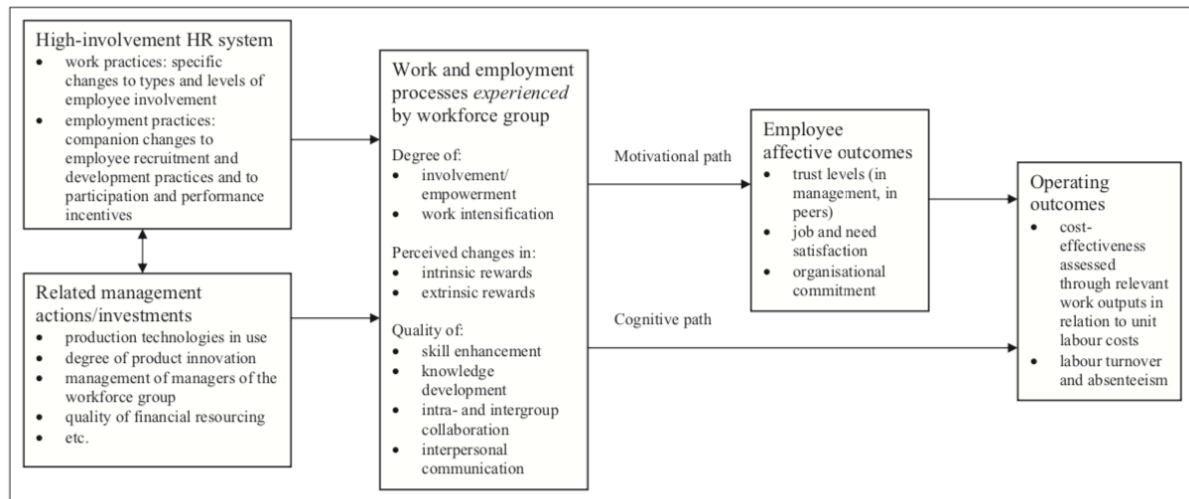 High-involvement HR system
• work practices: specific
changes to types and levels of
employee involvement
• employment practices:
companion changes to
employee recruitment and
development practices and to
participation and performance
incentives
Related management
actions/investments
• production technologies in use
• degree of product innovation
• management of managers of the
workforce group
• quality of financial resourcing
• etc.
Work and employment
processes experienced
by workforce group
Degree of:
• involvement/
empowerment
• work intensification
Perceived changes in:
• intrinsic rewards
• extrinsic rewards
Quality of:
• skill enhancement
• knowledge
development
• intra- and intergroup
collaboration
• interpersonal
communication
Motivational path
Cognitive path
Employee
affective outcomes
• trust levels (in
management, in
peers)
• job and need
satisfaction
• organisational
commitment
Operating
outcomes
• cost-
effectiveness
assessed
through relevant
work outputs in
relation to unit
labour costs
• labour turnover
and absenteeism